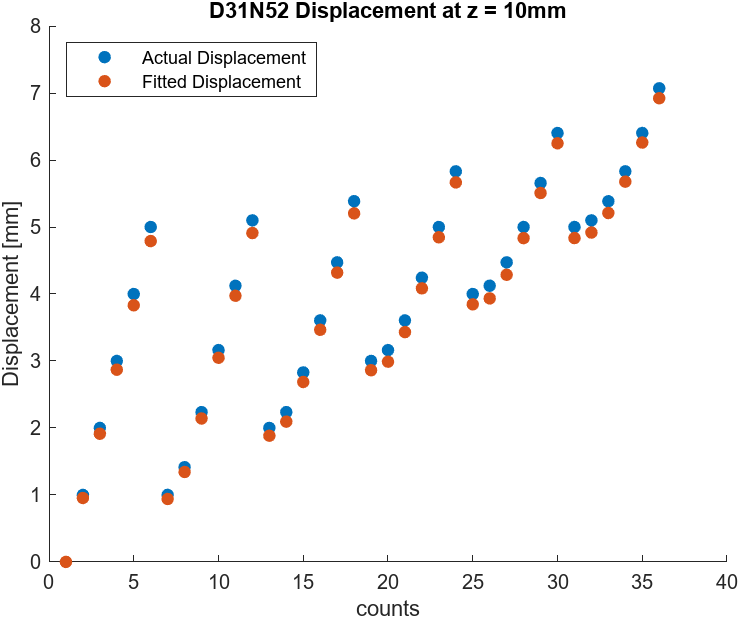 D31N52 Displacement at z = 10mm
Actual Displacement
Fitted Displacement
Displacement [mm]
8
7
6
5
4
3
2
1
0
0 5 10 15 20 25 30 35 40
counts